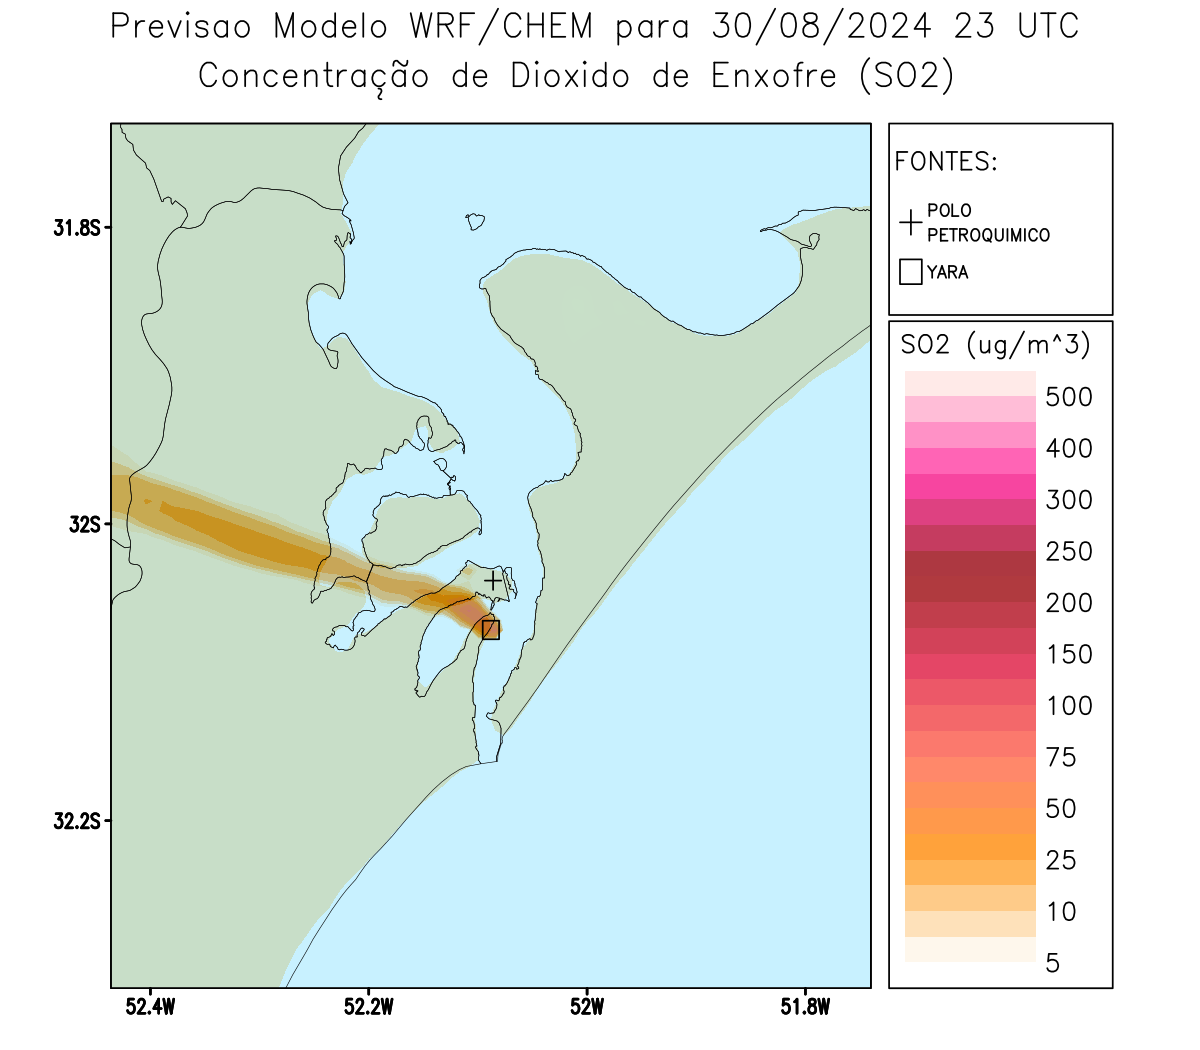 Previsao Modelo WRF/CHEM para 30/08/2024 23 UTC
Concentração de Dioxido de Enxofre (SO2)
FONTES:
POLO
PETROQUIMICO
YARA
SO2 (ug/m^3)
500
400
300
250
200
150
100
75
50
25
10
5
31.8S
32S
32.2S
52.4W
52.2W
52W
51.8W